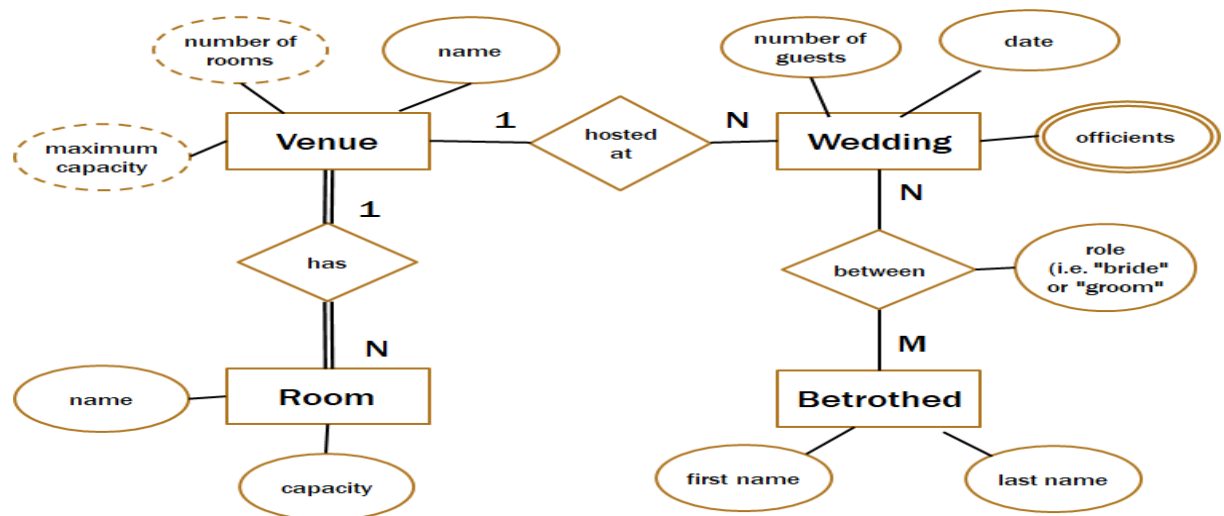 number of
rooms
name
number of
guests
date
maximum
capacity
Venue
1
hosted
at
N
Wedding
officients
1
N
has
between
role
(i.e. "bride"
or "groom"
N
M
name
Room
Betrothed
capacity
first name
last name